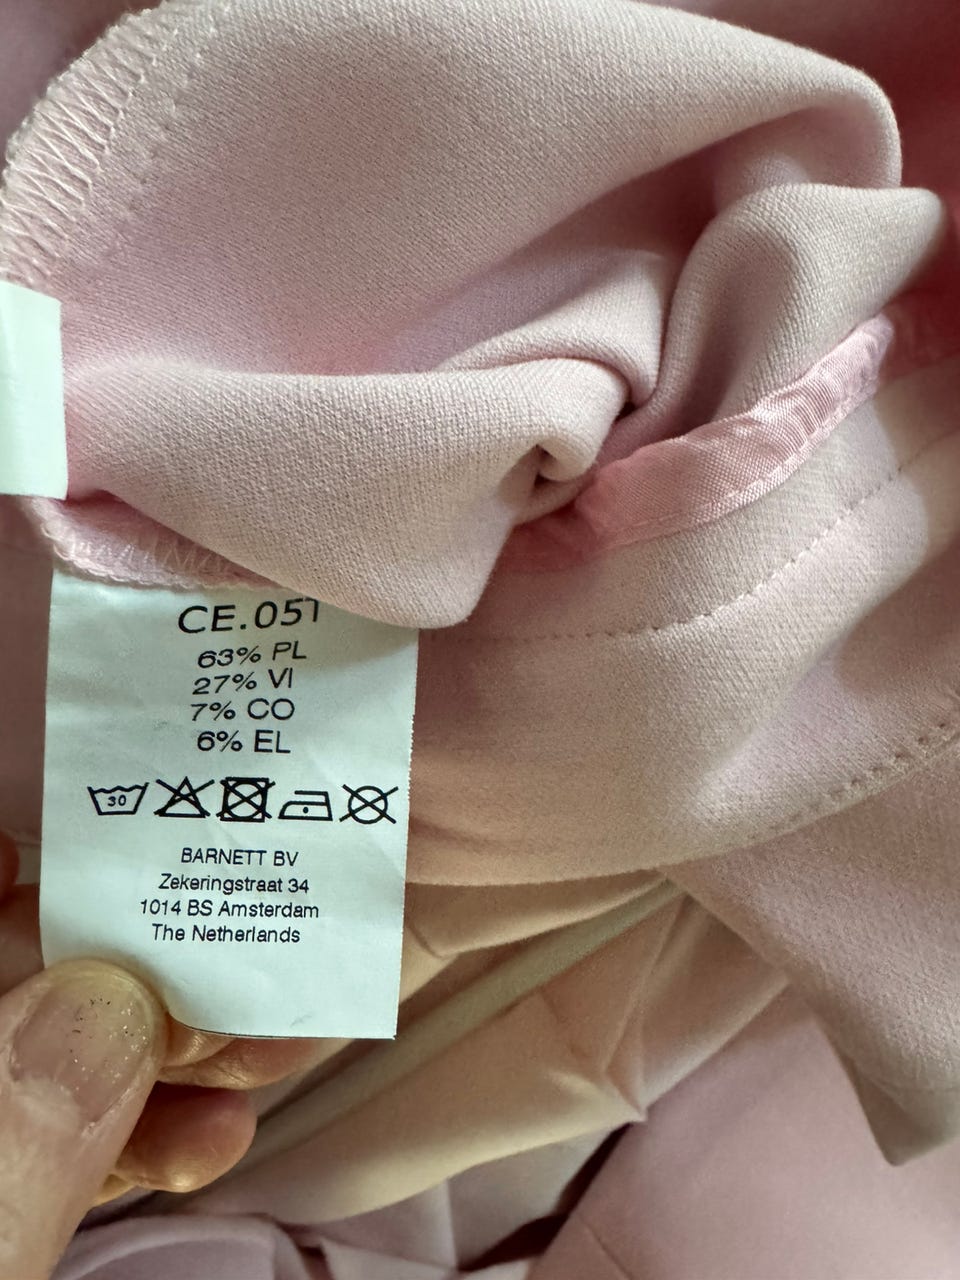 CE.051
63% PL
27% VI
7% CO
6% EL
30
BARNETT BV
Zekeringstraat 34
1014 BS Amsterdam
The Netherlands